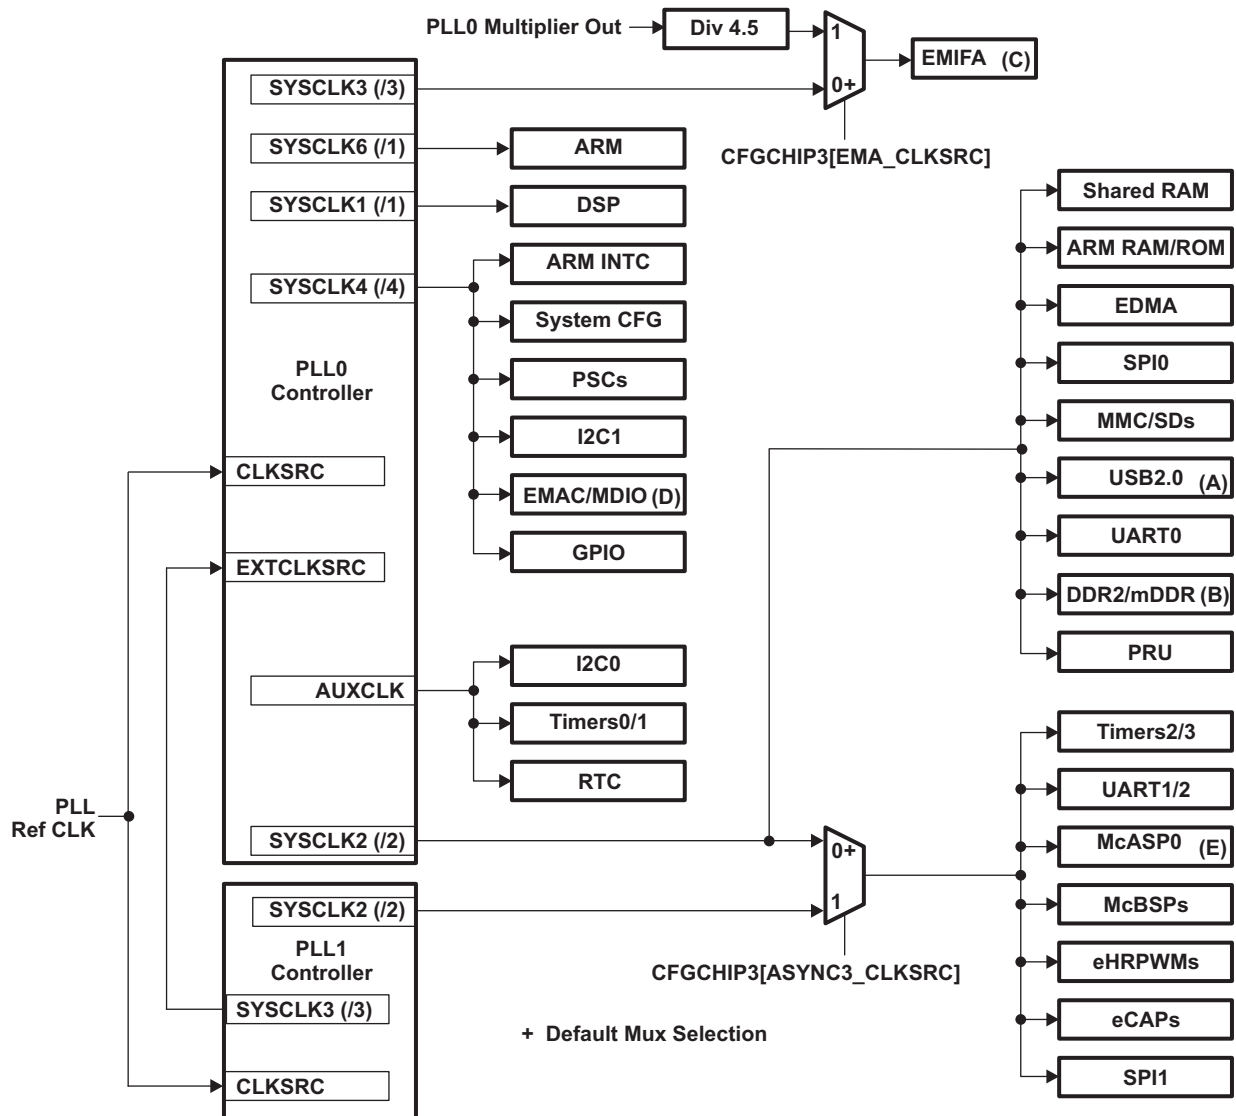 PLL0 Multiplier Out
Div 4.5
1
0+
EMIFA (C)
CFGCHIP3[EMA_CLKSRC]
SYSCLK3 (/3)
SYSCLK6 (/1)
SYSCLK1 (/1)
SYSCLK4 (/4)
PLL0
Controller
CLKSRC
EXTCLKSRC
AUXCLK
SYSCLK2 (/2)
ARM
DSP
ARM INTC
System CFG
PSCs
I2C1
EMAC/MDIO (D)
GPIO
I2C0
Timers0/1
RTC
PLL
Ref CLK
SYSCLK2 (/2)
PLL1
Controller
SYSCLK3 (/3)
CLKSRC
0+
1
CFGCHIP3[ASYNC3_CLKSRC]
+ Default Mux Selection
Shared RAM
ARM RAM/ROM
EDMA
SPI0
MMC/SDs
USB2.0 (A)
UART0
DDR2/mDDR (B)
PRU
Timers2/3
UART1/2
McASP0 (E)
McBSPs
eHRPWMs
eCAPs
SPI1